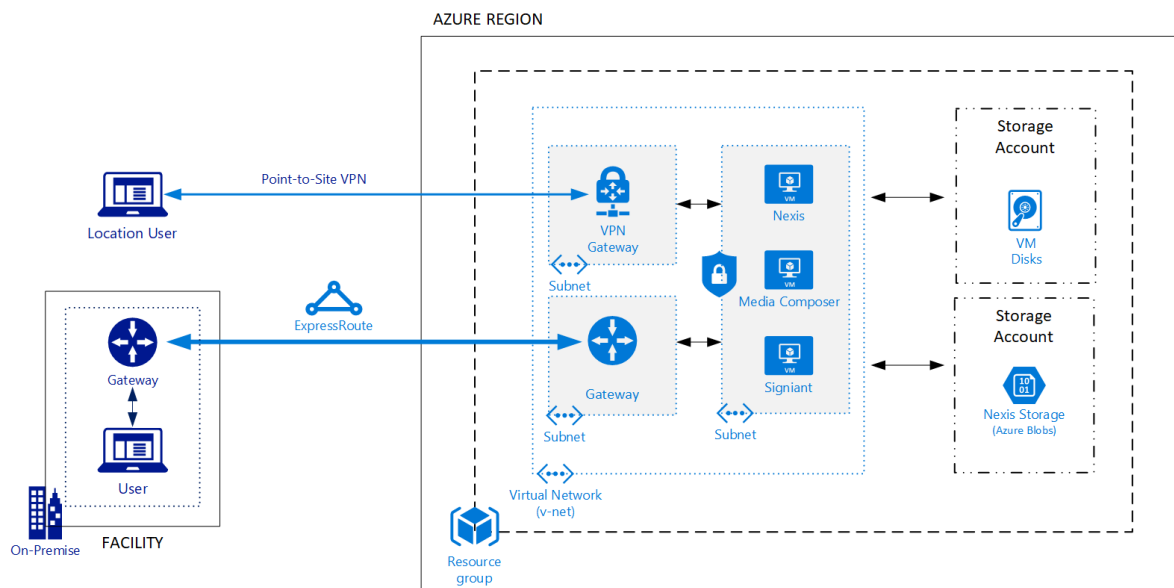 AZURE REGION
Point-to-Site VPN
Location User
ExpressRoute
Gateway
User
On-Premise
FACILITY
VPN
Gateway
Subnet
Gateway
Subnet
VM
Nexis
VM
Media Composer
VM
Signiant
Subnet
Virtual Network
(v-net)
Resource
group
Storage
Account
VM
Disks
Storage
Account
10
01
Nexis Storage
(Azure Blobs)